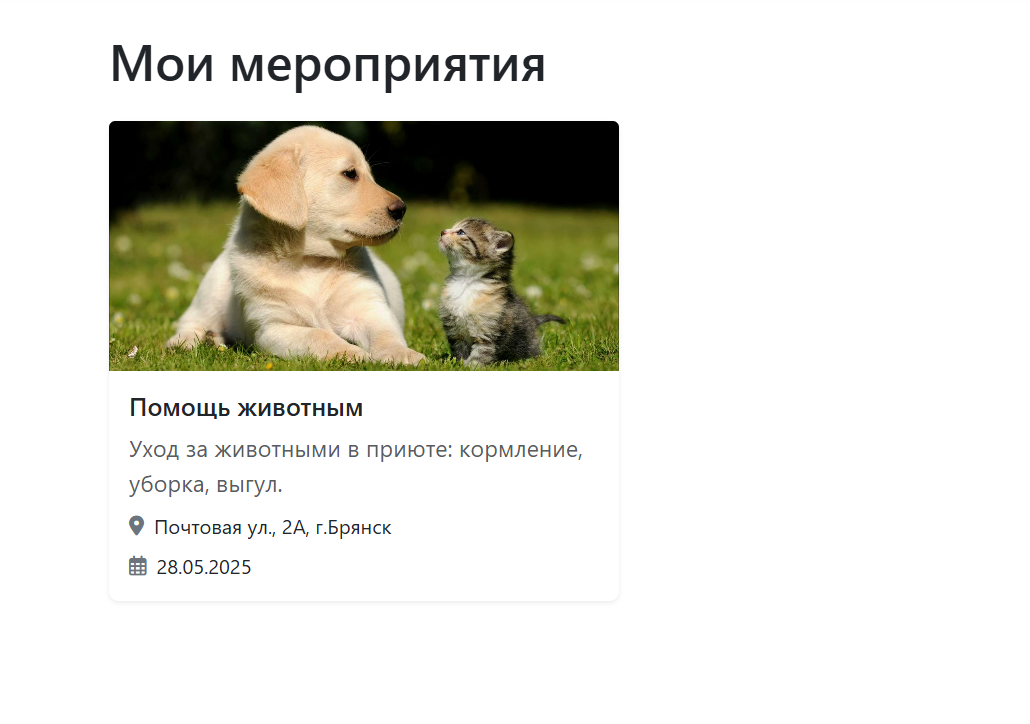 Мои мероприятия
Помощь животным
Уход за животными в приюте: кормление,
уборка, выгул.
Почтовая ул., 2А, г.Брянск
28.05.2025